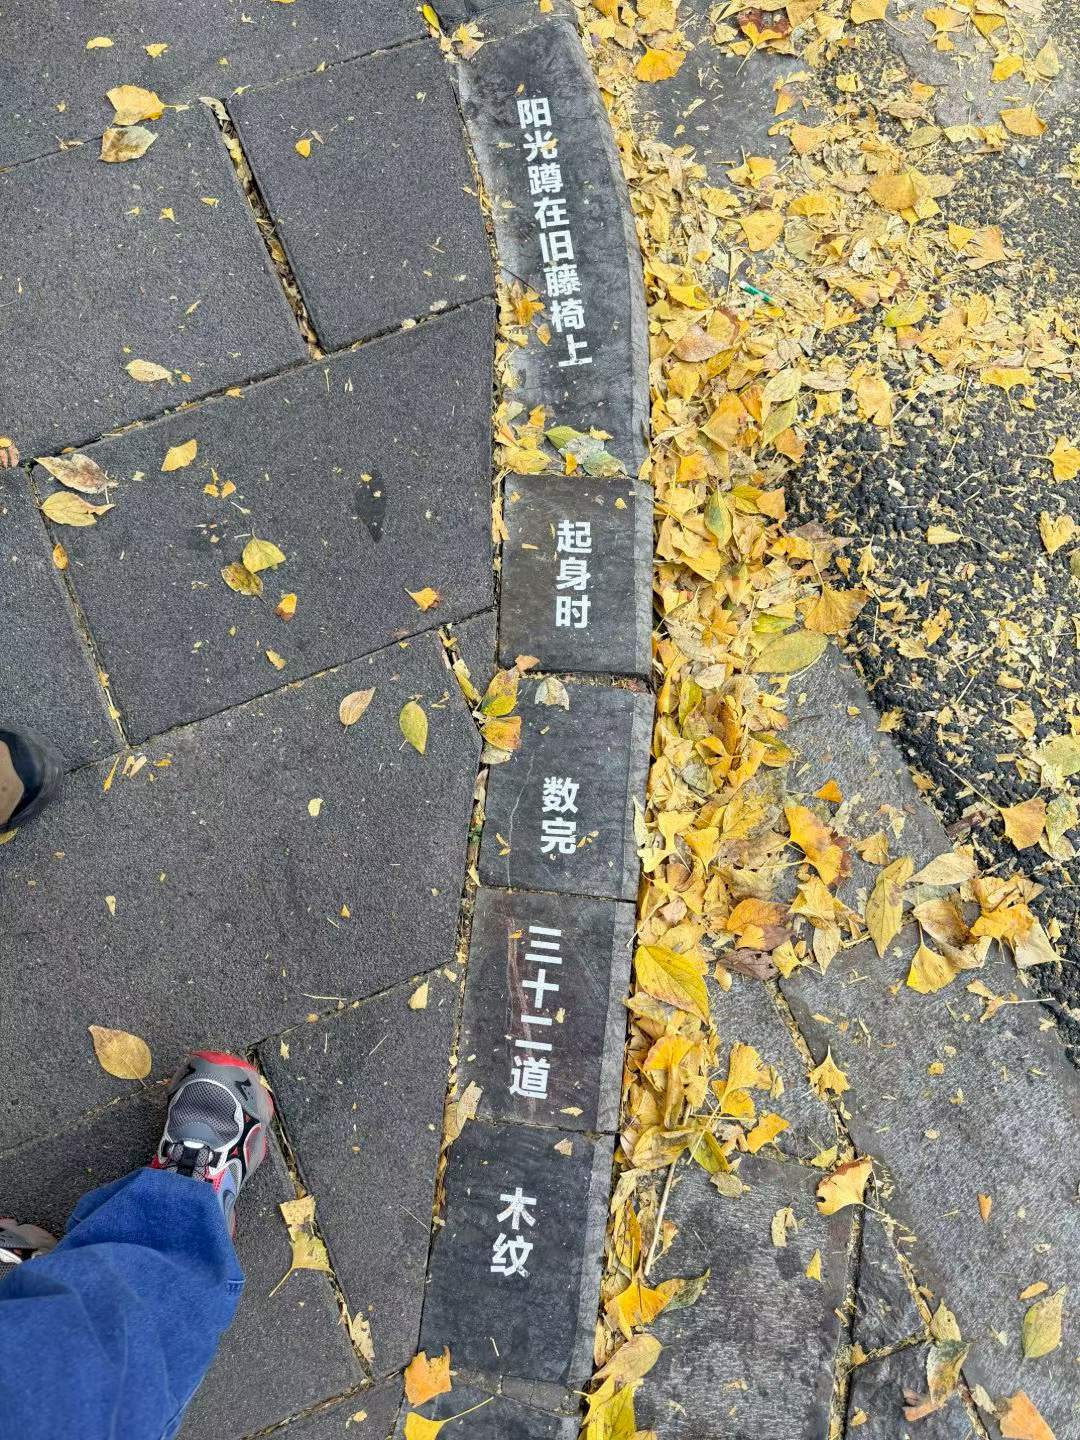 阳光蹲在旧藤椅上
起身时
数完
三十二道
木纹